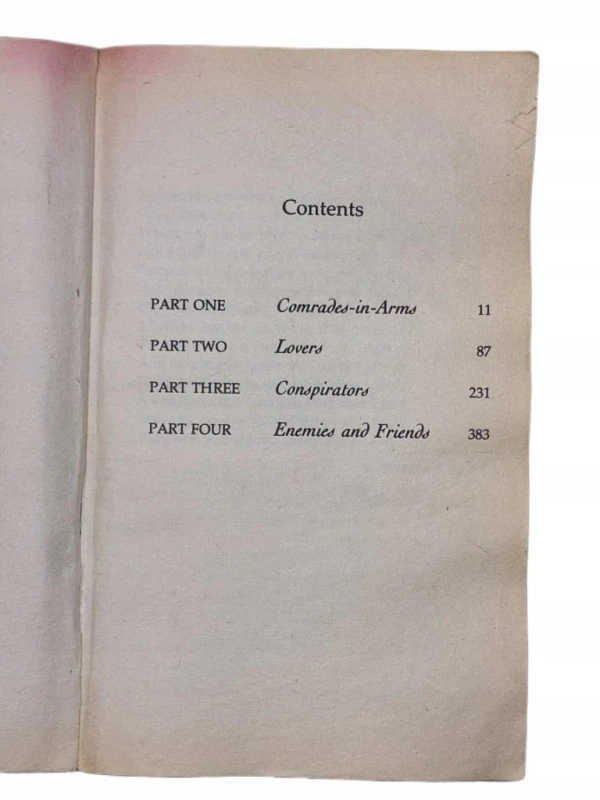 Contents
PART ONE Comrades-in-Arms 11
PART TWO Lovers 87
PART THREE Conspirators 231
PART FOUR Enemies and Friends 383